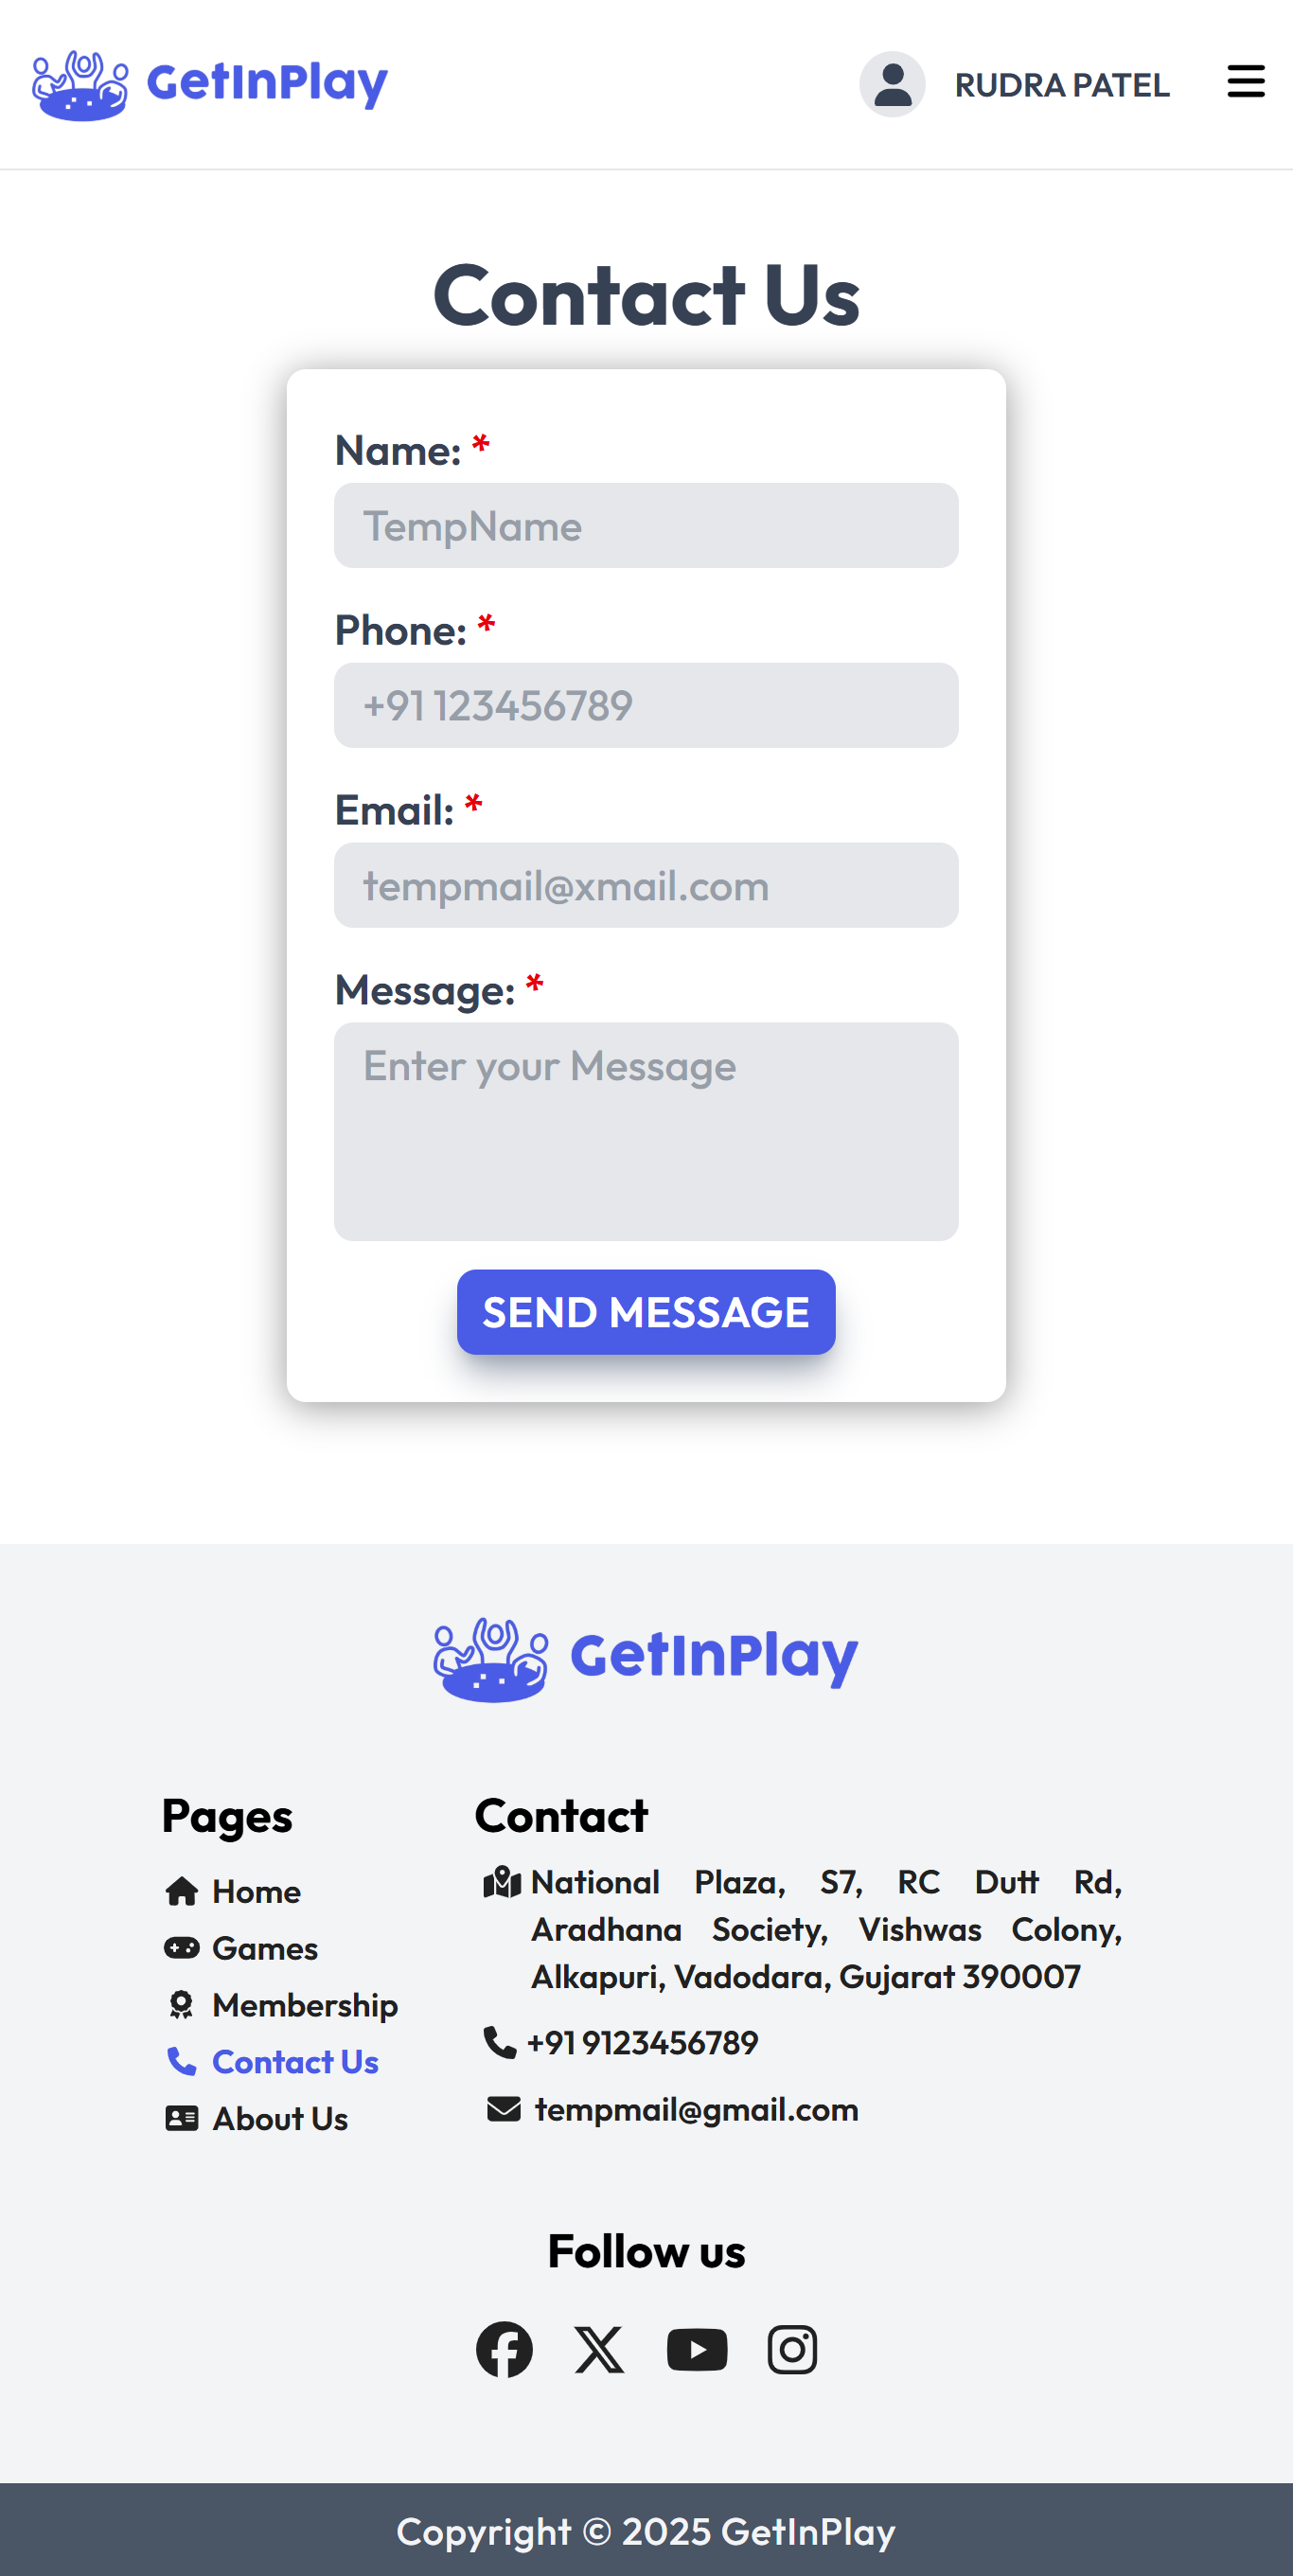 GetInPlay
RUDRA PATEL
Contact Us
Name: *
TempName
Phone: *
+91 123456789
Email: *
tempmail@xmail.com
Message: *
Enter your Message
SEND MESSAGE
GetInPlay
Pages
Home
Games
Membership
Contact Us
About Us
Contact
National Plaza, S7, RC Dutt Rd,
Aradhana Society, Vishwas Colony,
Alkapuri, Vadodara, Gujarat 390007
+91 9123456789
tempmail@gmail.com
Follow us
Copyright © 2025 GetInPlay